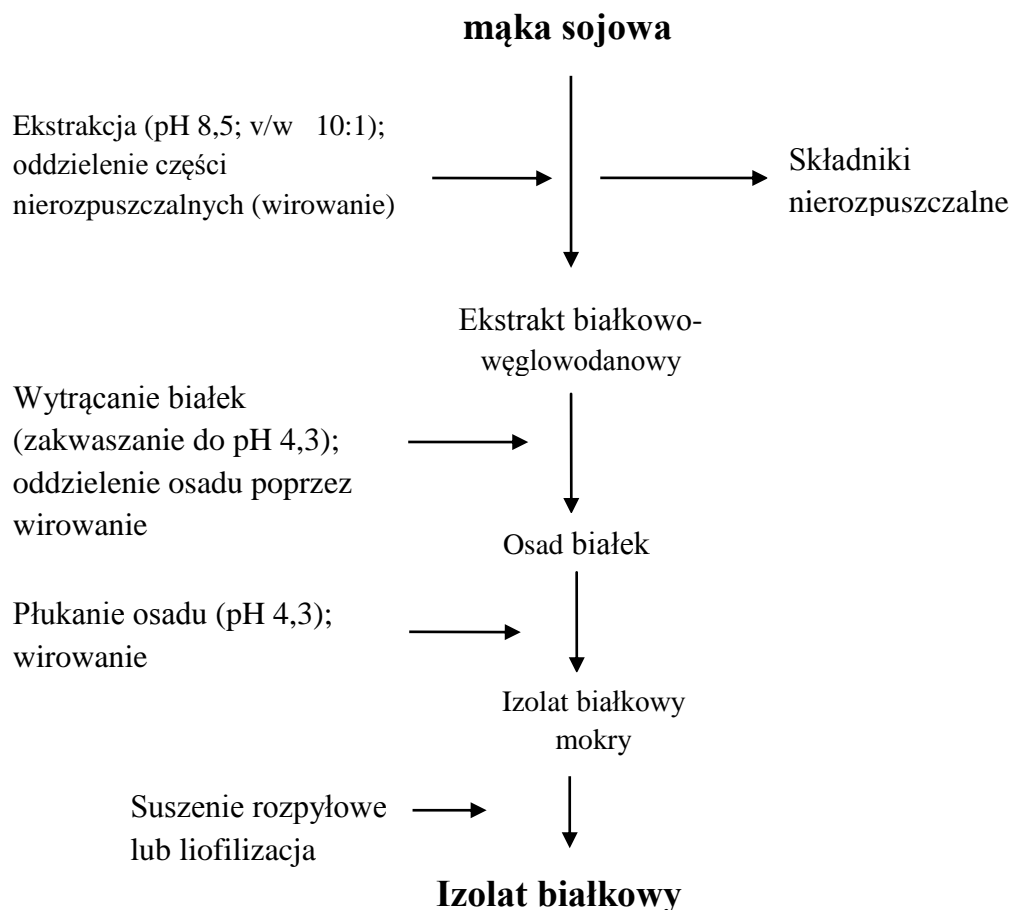 mąka sojowa
Ekstrakcja (pH 8,5; v/w 10:1);
oddzielenie części
nierozpuszczalnych (wirowanie)
Składniki
nierozpuszczalne
Ekstrakt białkowo-
węglowodanowy
Wytrącanie białek
(zakwaszanie do pH 4,3);
oddzielenie osadu poprzez
wirowanie
Osad białek
Płukanie osadu (pH 4,3);
wirowanie
Izolat białkowy
mokry
Suszenie rozpyłowe
lub liofilizacja
Izolat białkowy